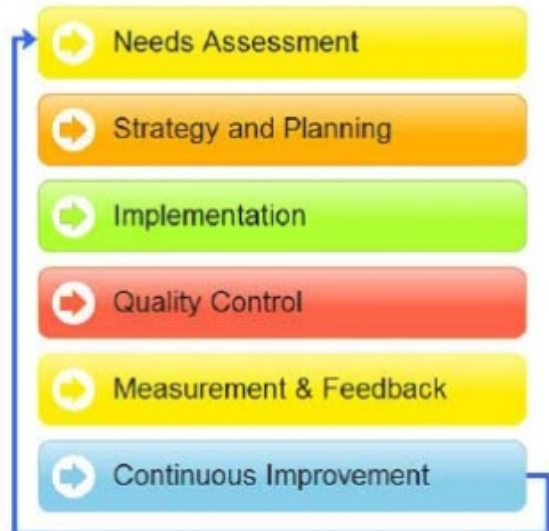 Needs Assessment
Strategy and Planning
Implementation
Quality Control
Measurement & Feedback
Continuous Improvement